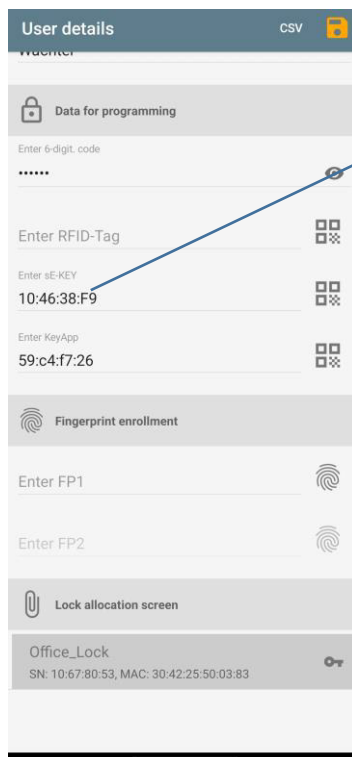 User details CSV
Data for programming
Enter 6-digit. code
••••••
Enter RFID-Tag
Enter sE-KEY
10:46:38:F9
Enter KeyApp
59:c4:f7:26
Fingerprint enrollment
Enter FP1
Enter FP2
Lock allocation screen
Office_Lock
SN: 10:67:80:53, MAC: 30:42:25:50:03:83